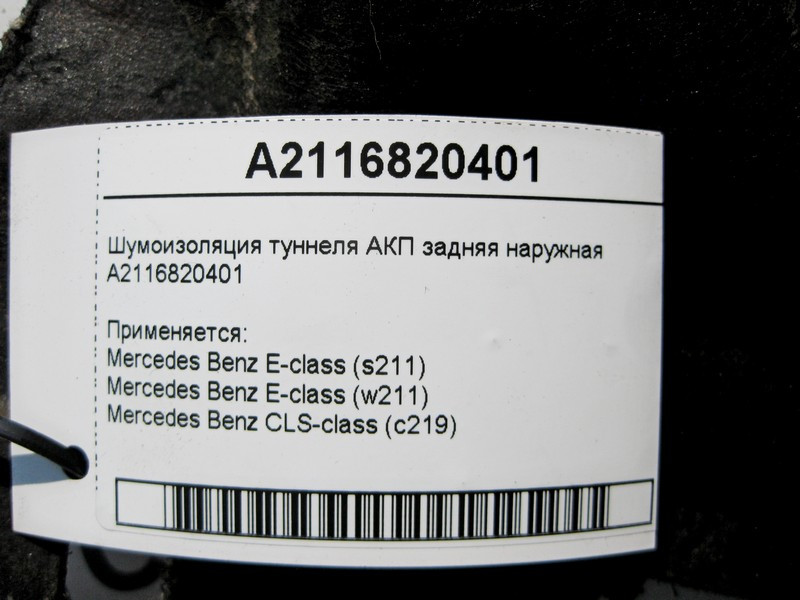 A2116820401
Шумоизоляция туннеля АКП задняя наружная
A2116820401
Применяется:
Mercedes Benz E-class (s211)
Mercedes Benz E-class (w211)
Mercedes Benz CLS-class (c219)